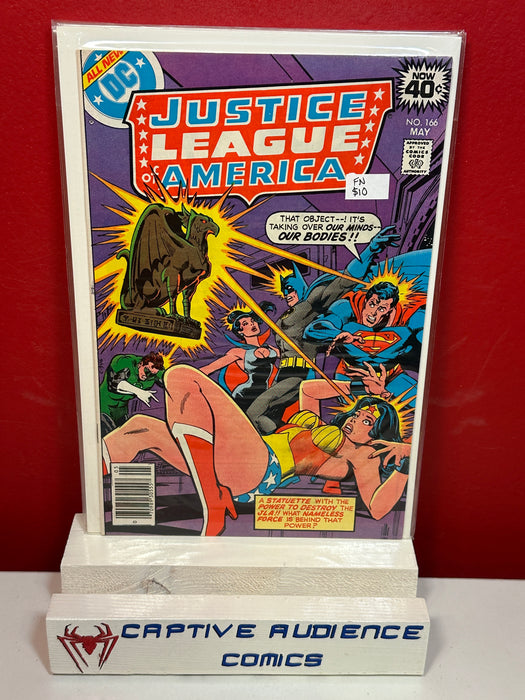 ALL NEW!
DC
NOW
40¢
JUSTICE
LEAGUE
OF AMERICA
NO. 166
MAY
APPROVED
BY THE
COMICS
CODE
AUTHORITY
FN
$10
THAT OBJECT--! IT'S
TAKING OVER OUR MINDS--
OUR BODIES!!
A STATUETTE WITH THE
POWER TO DESTROY THE
JLA!! WHAT NAMELESS
FORCE IS BEHIND THAT
POWER?
05
CAPTIVE AUDIENCE
COMICS